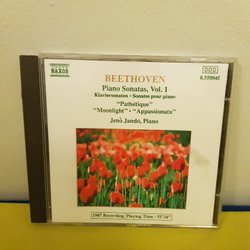 NAXOS
DDD
8.550045
BEETHOVEN
Piano Sonatas, Vol. 1
Klaviersonaten • Sonates pour piano
"Pathétique"
"Moonlight" • "Appassionata"
Jenő Jandó, Piano
1987 Recording Playing Time : 55'34"